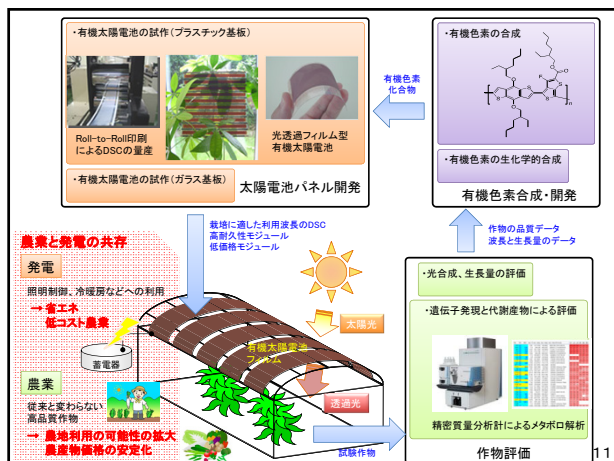 ・有機太陽電池の試作(プラスチック基板)
Roll-to-Roll印刷
によるDSCの量産
光透過フィルム型
有機太陽電池
・有機太陽電池の試作(ガラス基板)
太陽電池パネル開発
有機色素
化合物
・有機色素の合成
・有機色素の生化学的合成
有機色素合成・開発
栽培に適した利用波長のDSC
高耐久性モジュール
低価格モジュール
作物の品質データ
波長と生長量のデータ
農業と発電の共存
発電
照明制御、冷暖房などへの利用
→ 省エネ
低コスト農業
蓄電器
太陽光
有機太陽電池
フィルム
透過光
農業
従来と変わらない
高品質作物
→ 農地利用の可能性の拡大
農産物価格の安定化
試験作物
・光合成、生長量の評価
・遺伝子発現と代謝産物による評価
精密質量分析計によるメタボロ解析
作物評価
11